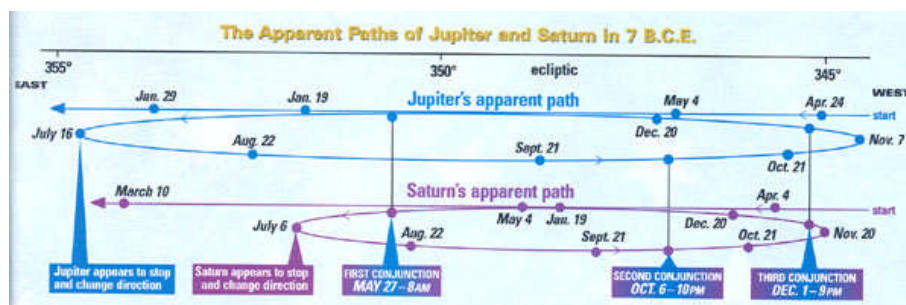 The Apparent Paths of Jupiter and Saturn in 7 B.C.E.
355° 350° ecliptic 345°
EAST WEST
Jan. 29 Jan. 19 Jupiter's apparent path May 4 Apr. 24
start
July 16 Dec. 20 Nov. 7
Aug. 22 Sept. 21 Oct. 21
March 10 Saturn's apparent path Apr. 4
start
July 6 May 4 Jan. 19 Dec. 20 Nov. 20
Aug. 22 Sept. 21 Oct. 21
Jupiter appears to stop
and change direction
Saturn appears to stop
and change direction
FIRST CONJUNCTION
MAY 27–8AM
SECOND CONJUNCTION
OCT. 6–10PM
THIRD CONJUNCTION
DEC. 1–9PM